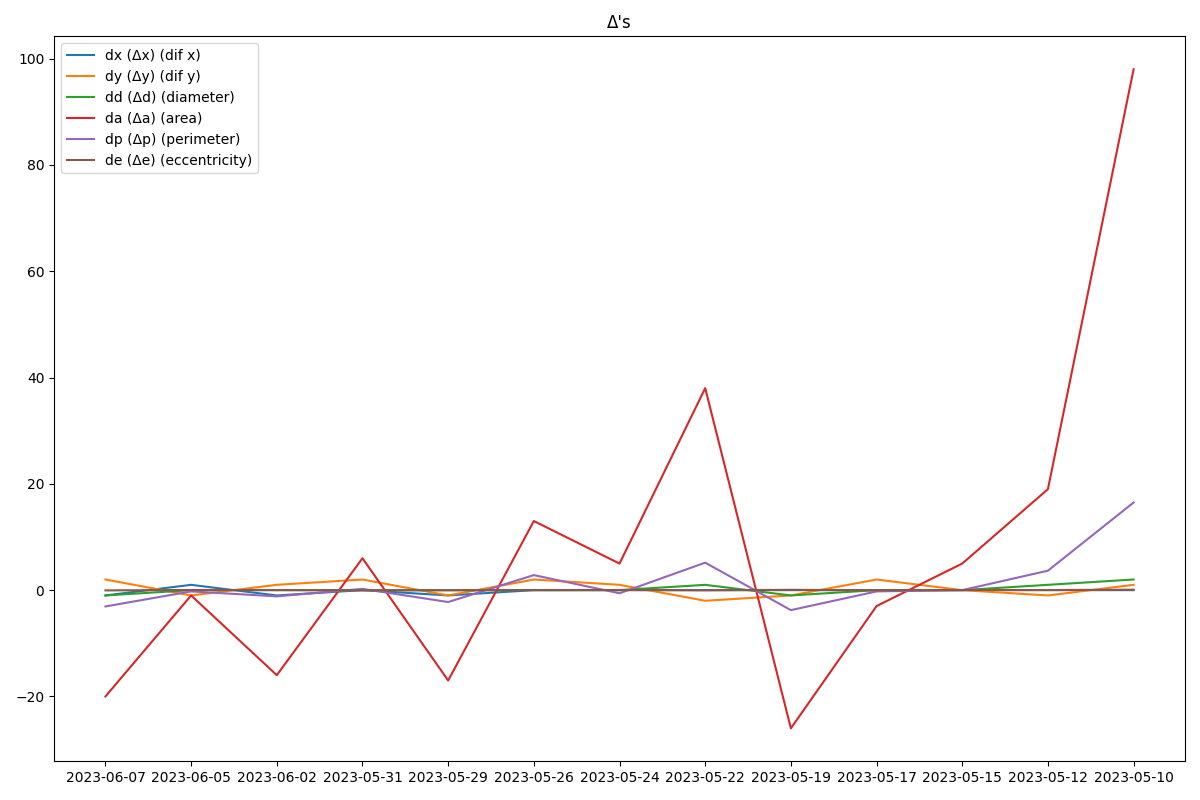 Δ's
dx (Δx) (dif x)
dy (Δy) (dif y)
dd (Δd) (diameter)
da (Δa) (area)
dp (Δp) (perimeter)
de (Δe) (eccentricity)
100
80
60
40
20
0
−20
2023-06-07 2023-06-05 2023-06-02 2023-05-31 2023-05-29 2023-05-26 2023-05-24 2023-05-22 2023-05-19 2023-05-17 2023-05-15 2023-05-12 2023-05-10